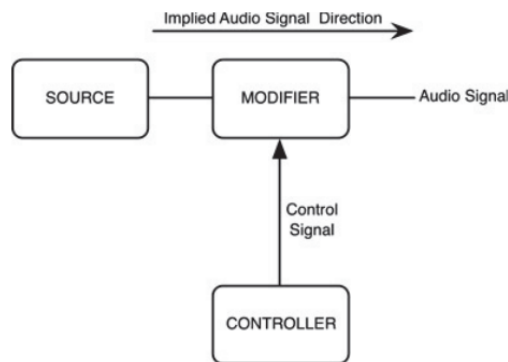 Implied Audio Signal Direction
SOURCE
MODIFIER
Audio Signal
Control
Signal
CONTROLLER